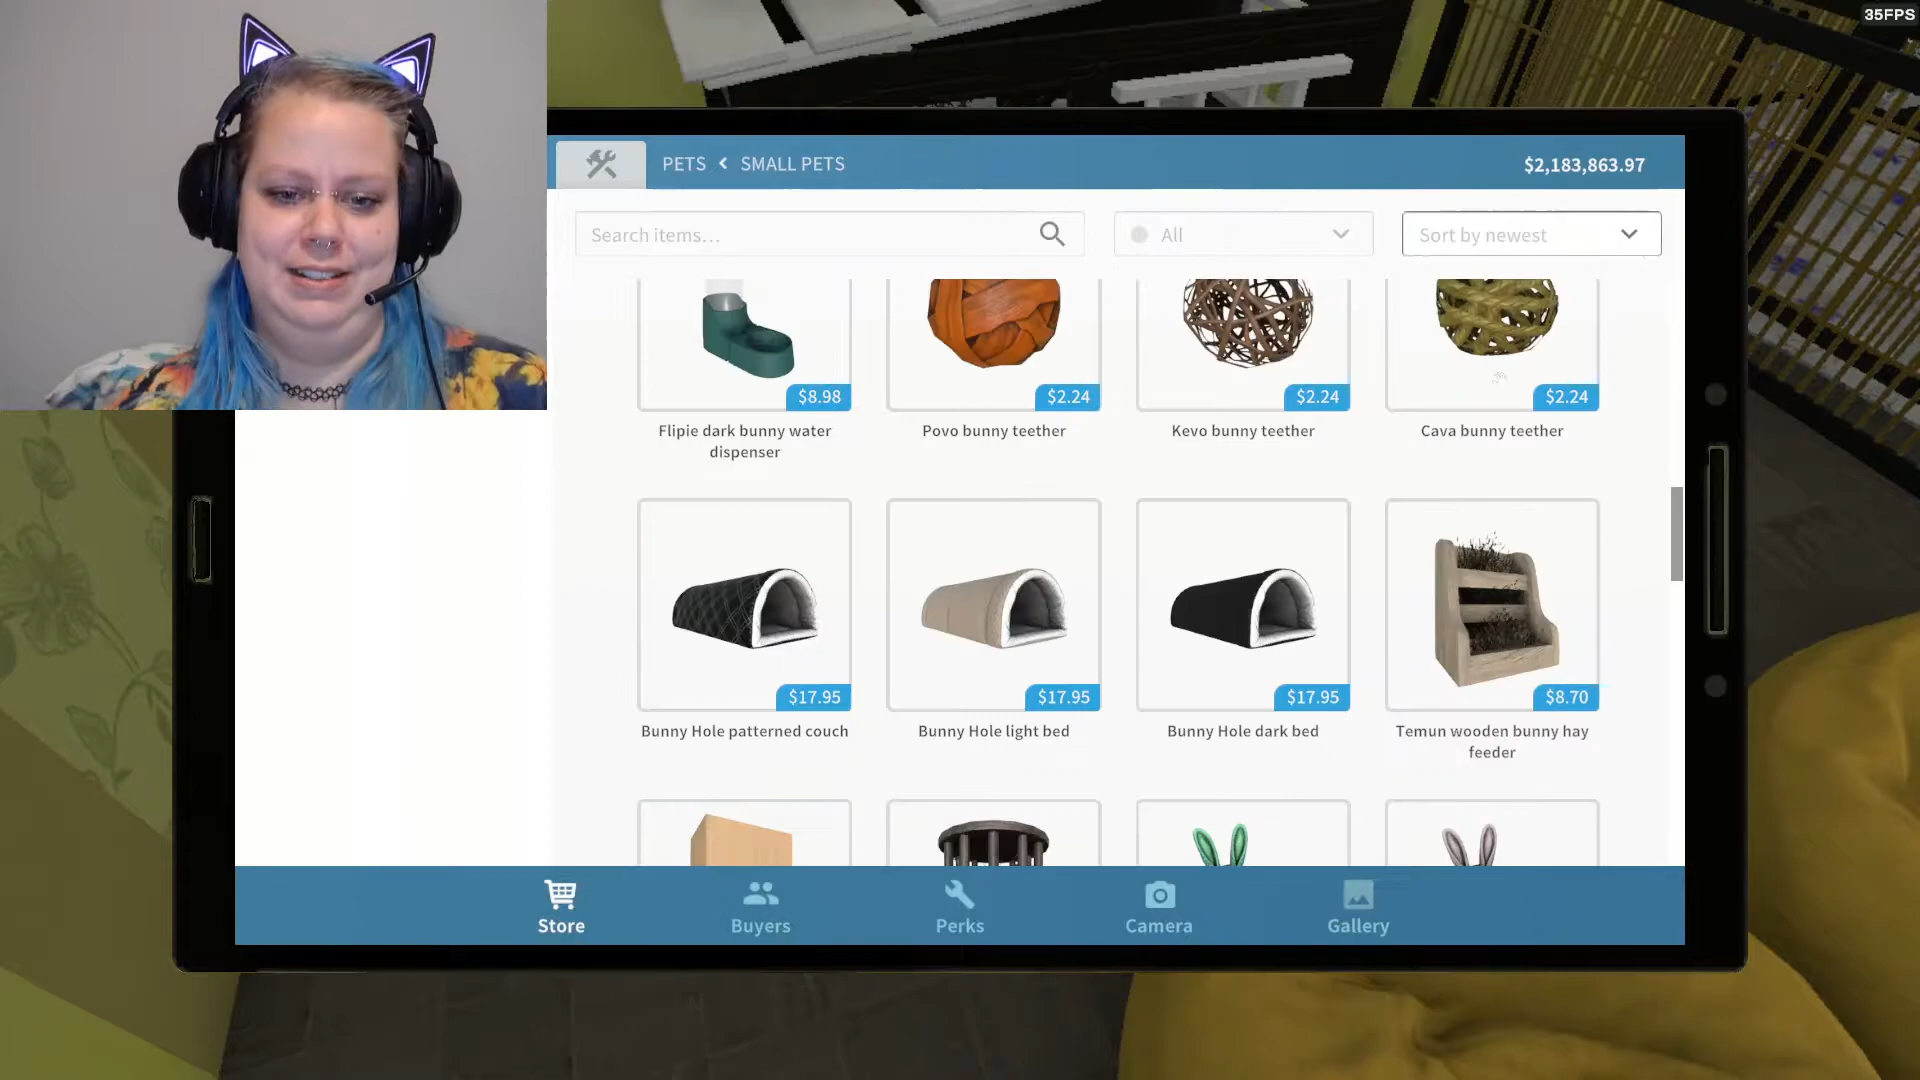 35FPS
PETS < SMALL PETS
$2,183,863.97
Search items...
All
Sort by newest
$8.98
$2.24
$2.24
$2.24
Flipie dark bunny water
dispenser
Povo bunny teether
Kevo bunny teether
Cava bunny teether
$17.95
$17.95
$17.95
$8.70
Bunny Hole patterned couch
Bunny Hole light bed
Bunny Hole dark bed
Temun wooden bunny hay
feeder
Store
Buyers
Perks
Camera
Gallery